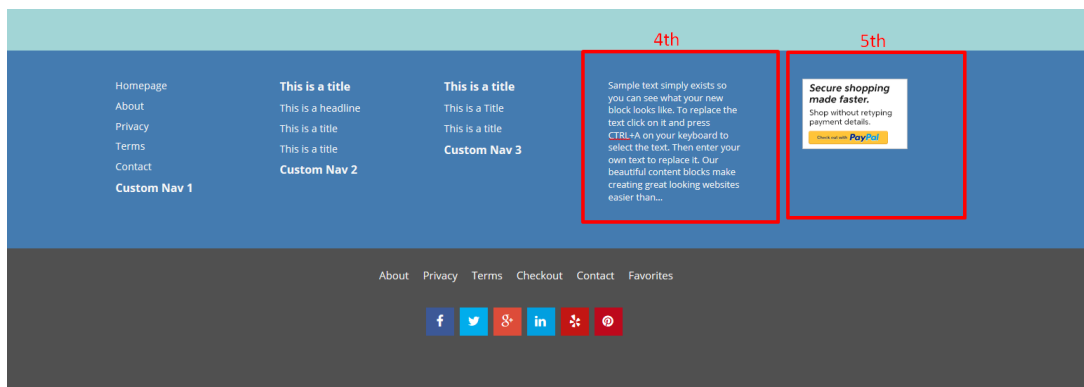 4th
5th
Homepage
About
Privacy
Terms
Contact
Custom Nav 1
This is a title
This is a headline
This is a title
This is a title
Custom Nav 2
This is a title
This is a Title
This is a title
Custom Nav 3
Sample text simply exists so
you can see what your new
block looks like. To replace the
text click on it and press
CTRL+A on your keyboard to
select the text. Then enter your
own text to replace it. Our
beautiful content blocks make
creating great looking websites
easier than...
Secure shopping
made faster.
Shop without retyping
payment details.
Check out with PayPal
About Privacy Terms Checkout Contact Favorites
f
8+
in